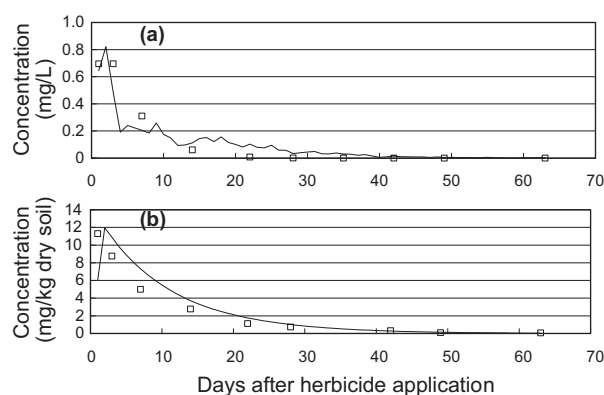 (a)
Concentration
(mg/L)
1.0
0.8
0.6
0.4
0.2
0
0 10 20 30 40 50 60 70
(b)
Concentration
(mg/kg dry soil)
14
12
10
8
6
4
2
0
0 10 20 30 40 50 60 70
Days after herbicide application